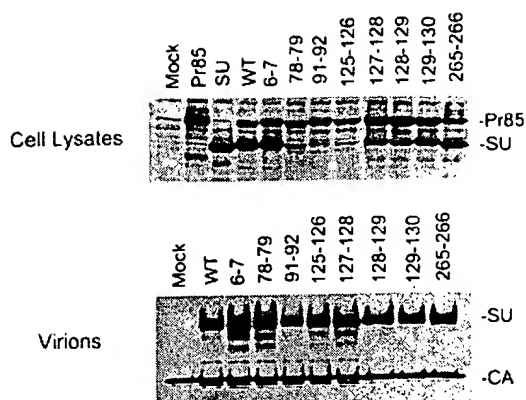 Mock Pr85 SU WT 6-7 78-79 91-92 125-126 127-128 128-129 129-130 265-266
Cell Lysates
-Pr85
-SU
Mock WT 6-7 78-79 91-92 125-126 127-128 128-129 129-130 265-266
Virions
-SU
-CA